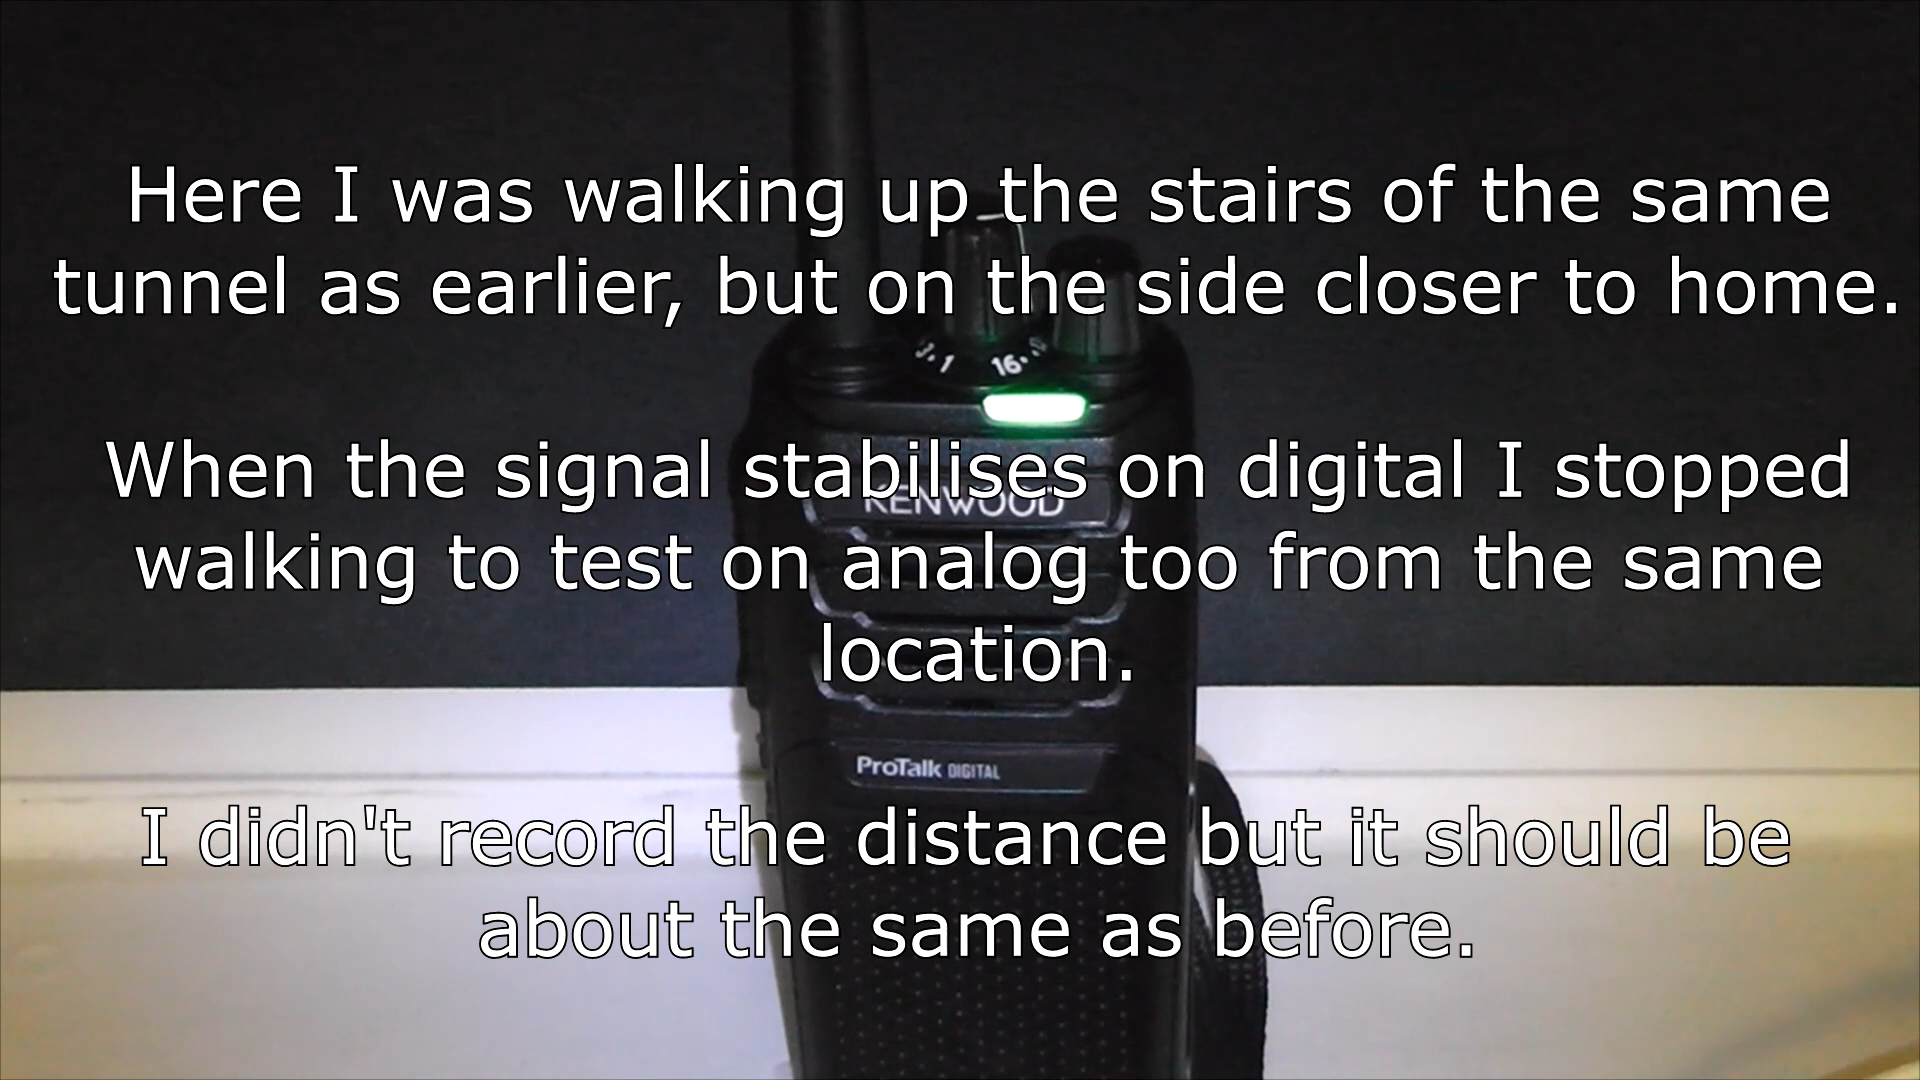 Here I was walking up the stairs of the same
tunnel as earlier, but on the side closer to home.
1 16
When the signal stabilises on digital I stopped
KENWOOD
walking to test on analog too from the same
location.
ProTalk DIGITAL
I didn't record the distance but it should be
about the same as before.